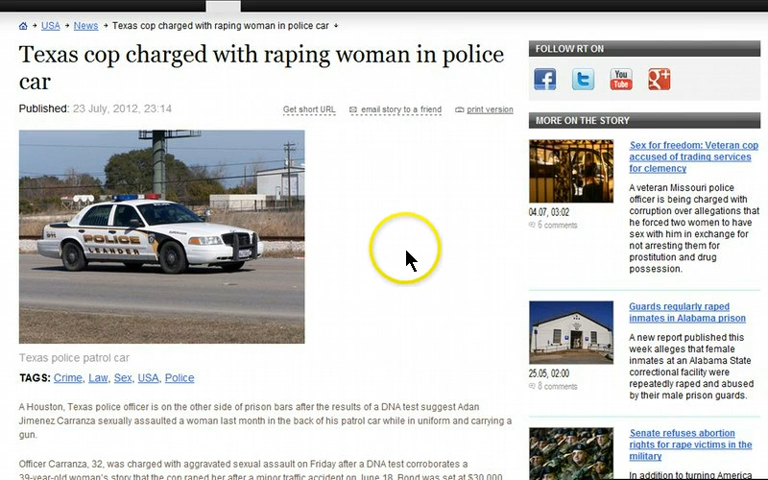 USA News Texas cop charged with raping woman in police car
Texas cop charged with raping woman in police
car
Published: 23 July, 2012, 23:14
Get short URL email story to a friend print version
POLICE
LEANDER
Texas police patrol car
TAGS: Crime, Law, Sex, USA, Police
A Houston, Texas police officer is on the other side of prison bars after the results of a DNA test suggest Adan
Jimenez Carranza sexually assaulted a woman last month in the back of his patrol car while in uniform and carrying a
gun.
Officer Carranza, 32, was charged with aggravated sexual assault on Friday after a DNA test corroborates a
39-year-old woman's story that the cop raped her after a minor traffic accident on June 18. Bond was set at $30,000
FOLLOW RT ON
You
Tube
MORE ON THE STORY
Sex for freedom: Veteran cop
accused of trading services
for clemency
A veteran Missouri police
officer is being charged with
corruption over allegations that
he forced two women to have
sex with him in exchange for
not arresting them for
prostitution and drug
possession.
04.07, 03:02
6 comments
Guards regularly raped
inmates in Alabama prison
A new report published this
week alleges that female
inmates at an Alabama State
correctional facility were
repeatedly raped and abused
by their male prison guards.
25.05, 02:00
8 comments
Senate refuses abortion
rights for rape victims in the
military
In addition to turning America